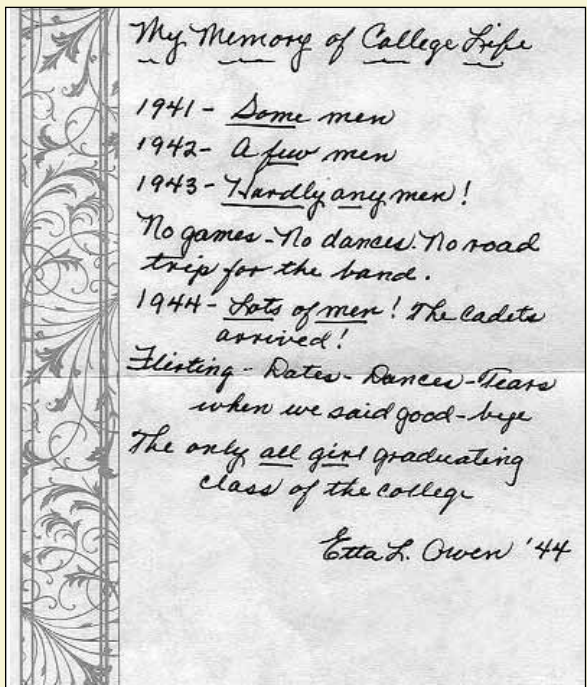 My Memory of College Life
1941- Some men
1942- A few men
1943- Hardly any men!
No games - No dances. No road
trip for the band.
1944- Lots of men! The cadets
arrived!
Flirting - Dates - Dances - Tears
when we said good-bye
The only all girl graduating
class of the college
Etta L. Owen '44